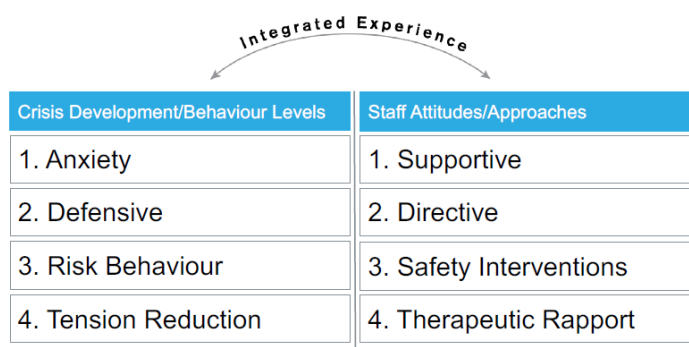 Integrated Experience
Crisis Development/Behaviour Levels
Staff Attitudes/Approaches
1. Anxiety
1. Supportive
2. Defensive
2. Directive
3. Risk Behaviour
3. Safety Interventions
4. Tension Reduction
4. Therapeutic Rapport